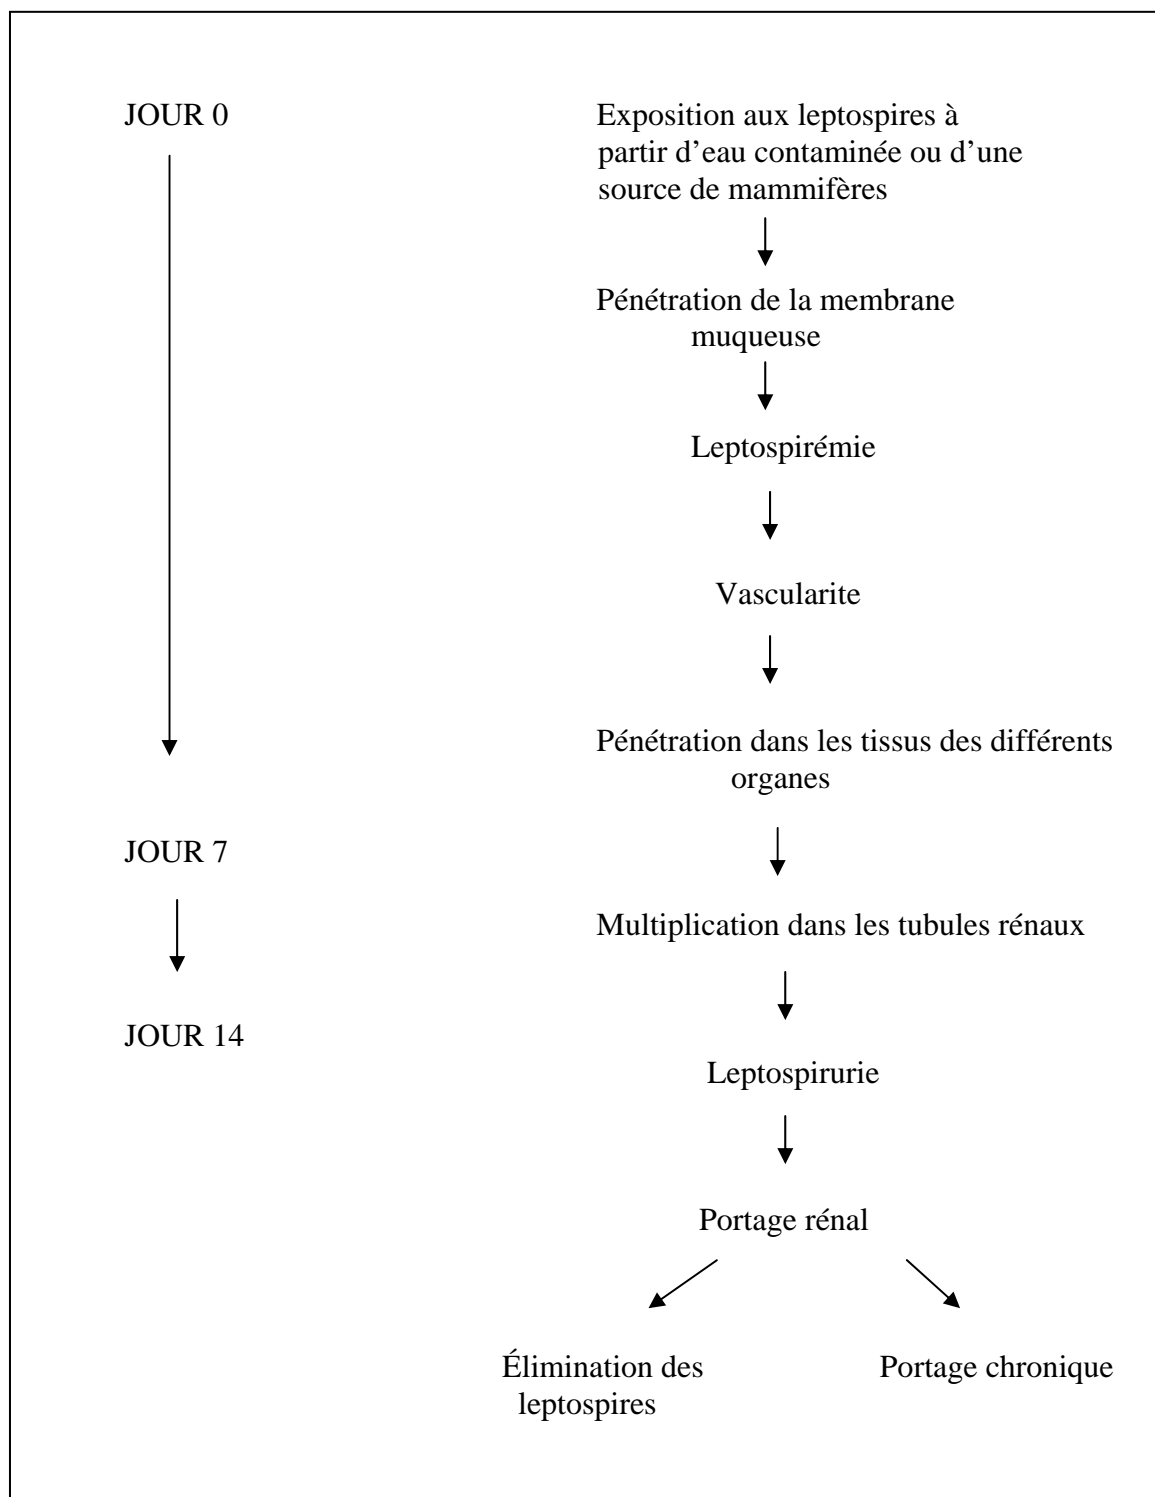 JOUR 0
Exposition aux leptospires à
partir d’eau contaminée ou d’une
source de mammifères
Pénétration de la membrane
muqueuse
Leptospirémie
Vascularite
Pénétration dans les tissus des différents
organes
JOUR 7
Multiplication dans les tubules rénaux
JOUR 14
Leptospirurie
Portage rénal
Élimination des
leptospires
Portage chronique